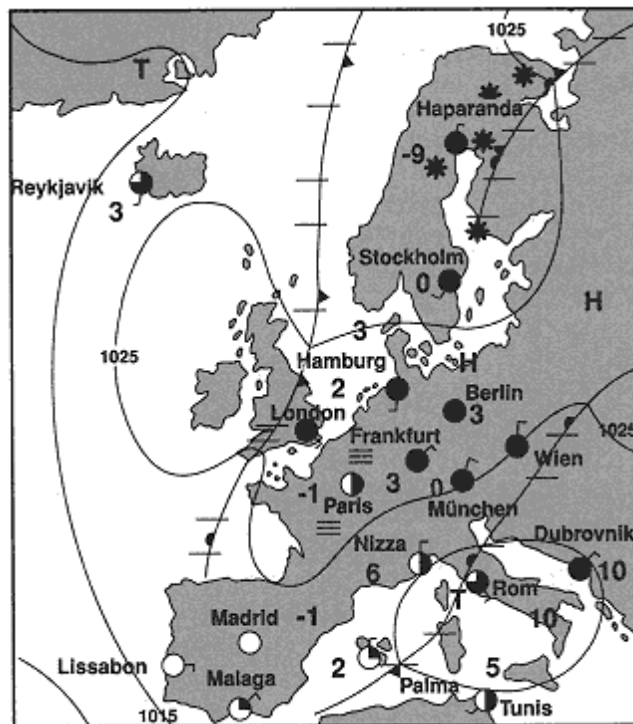 1025
T
Haparanda
-9
Reykjavik
3
Stockholm
0
H
3
1025
Hamburg
2
H
Berlin
3
London
Frankfurt
1025
Wien
-1
Paris
3
0
München
Nizza
6
Dubrovnik
10
T
Rom
Madrid
-1
10
Lissabon
2
5
Malaga
Palma
1015
Tunis